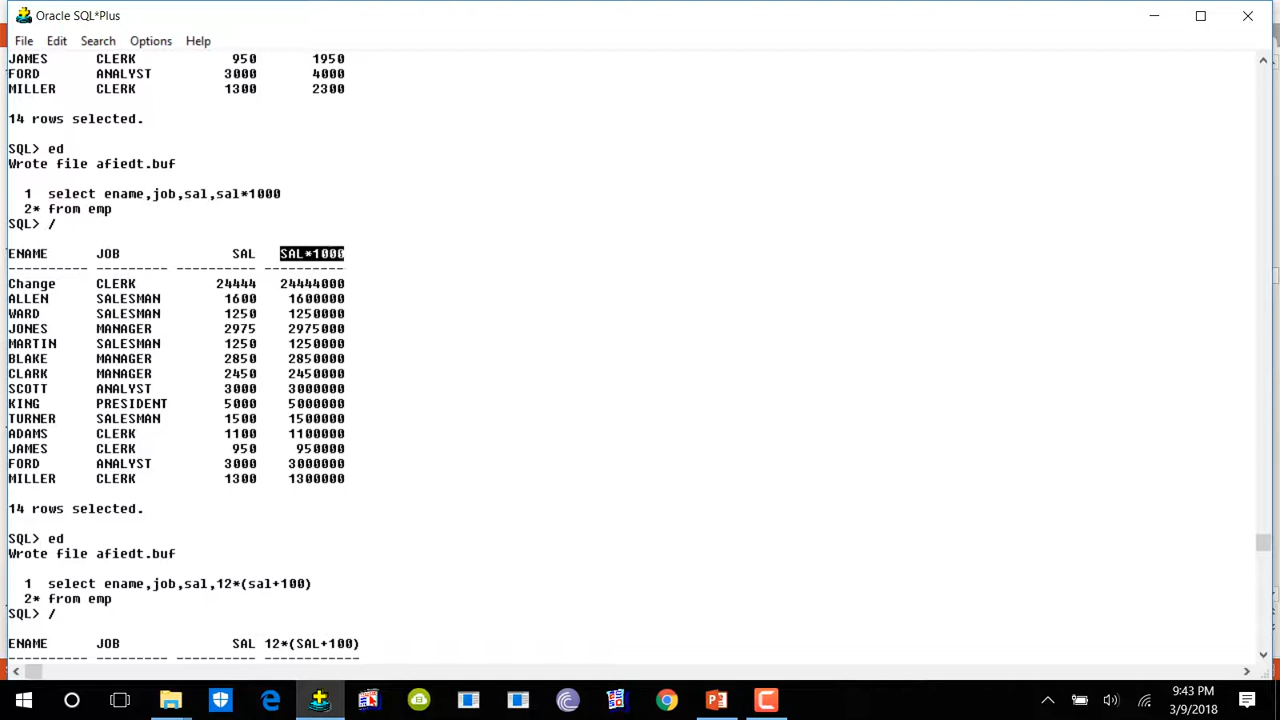 Oracle SQL*Plus
File Edit Search Options Help
JAMES CLERK 950 1950
FORD ANALYST 3000 4000
MILLER CLERK 1300 2300
14 rows selected.
SQL> ed
Wrote file afiedt.buf
1 select ename,job,sal,sal*1000
2* from emp
SQL> /
ENAME JOB SAL SAL*1000
---------- --------- ---------- ----------
Change CLERK 24444 24444000
ALLEN SALESMAN 1600 1600000
WARD SALESMAN 1250 1250000
JONES MANAGER 2975 2975000
MARTIN SALESMAN 1250 1250000
BLAKE MANAGER 2850 2850000
CLARK MANAGER 2450 2450000
SCOTT ANALYST 3000 3000000
KING PRESIDENT 5000 5000000
TURNER SALESMAN 1500 1500000
ADAMS CLERK 1100 1100000
JAMES CLERK 950 950000
FORD ANALYST 3000 3000000
MILLER CLERK 1300 1300000
14 rows selected.
SQL> ed
Wrote file afiedt.buf
1 select ename,job,sal,12*(sal+100)
2* from emp
SQL> /
ENAME JOB SAL 12*(SAL+100)
---------- --------- ---------- ------------
9:43 PM
3/9/2018